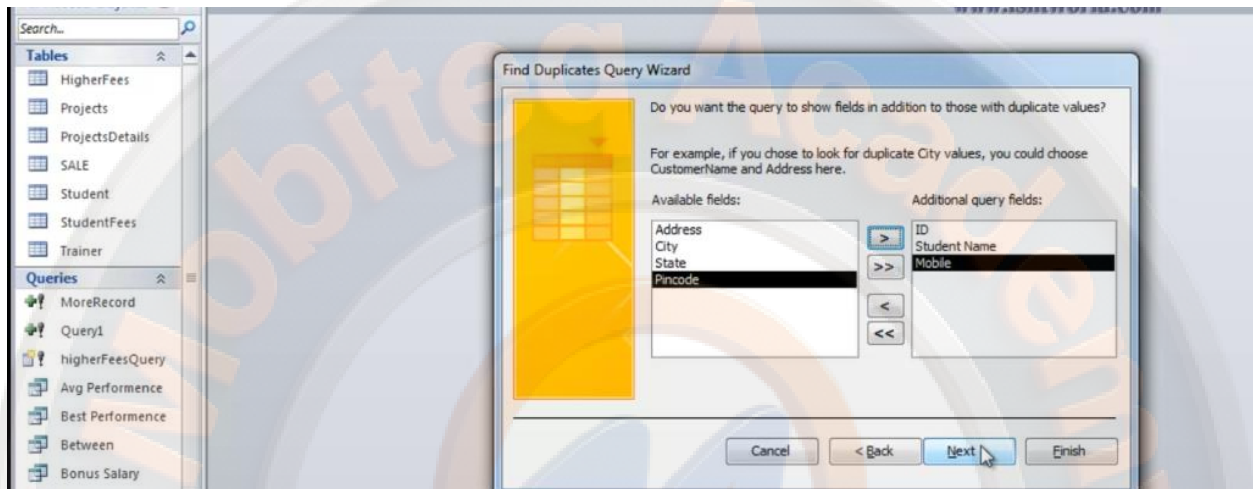 Search...
Tables
HigherFees
Projects
ProjectsDetails
SALE
Student
StudentFees
Trainer
Queries
MoreRecord
Query1
higherFeesQuery
Avg Performence
Best Performence
Between
Bonus Salary
Find Duplicates Query Wizard
Do you want the query to show fields in addition to those with duplicate values?
For example, if you chose to look for duplicate City values, you could choose
CustomerName and Address here.
Available fields:
Address
City
State
Pincode
>
>>
<
<<
Additional query fields:
ID
Student Name
Mobile
Cancel
< Back
Next
Finish
Mobiteq Academ